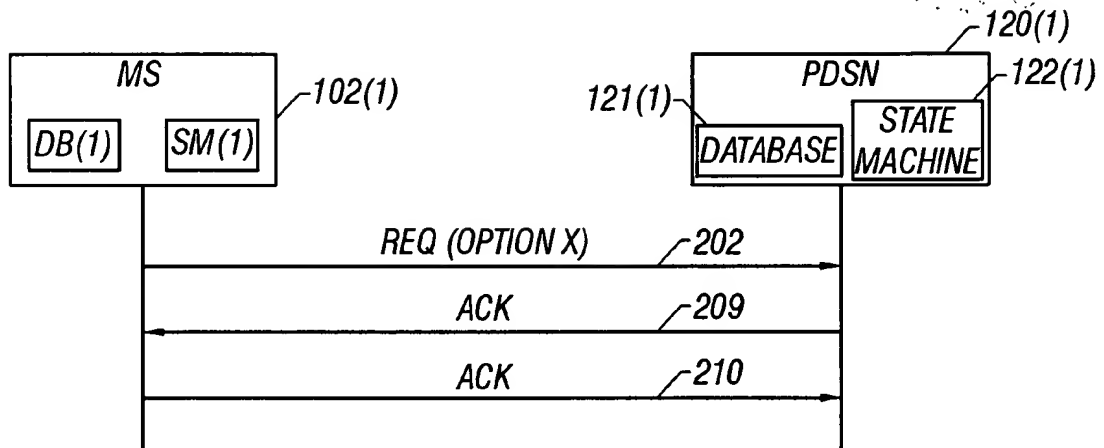 120(1)
MS
PDSN
102(1)
121(1)
122(1)
DB(1) SM(1)
DATABASE
STATE
MACHINE
REQ (OPTION X) 202
ACK 209
ACK 210